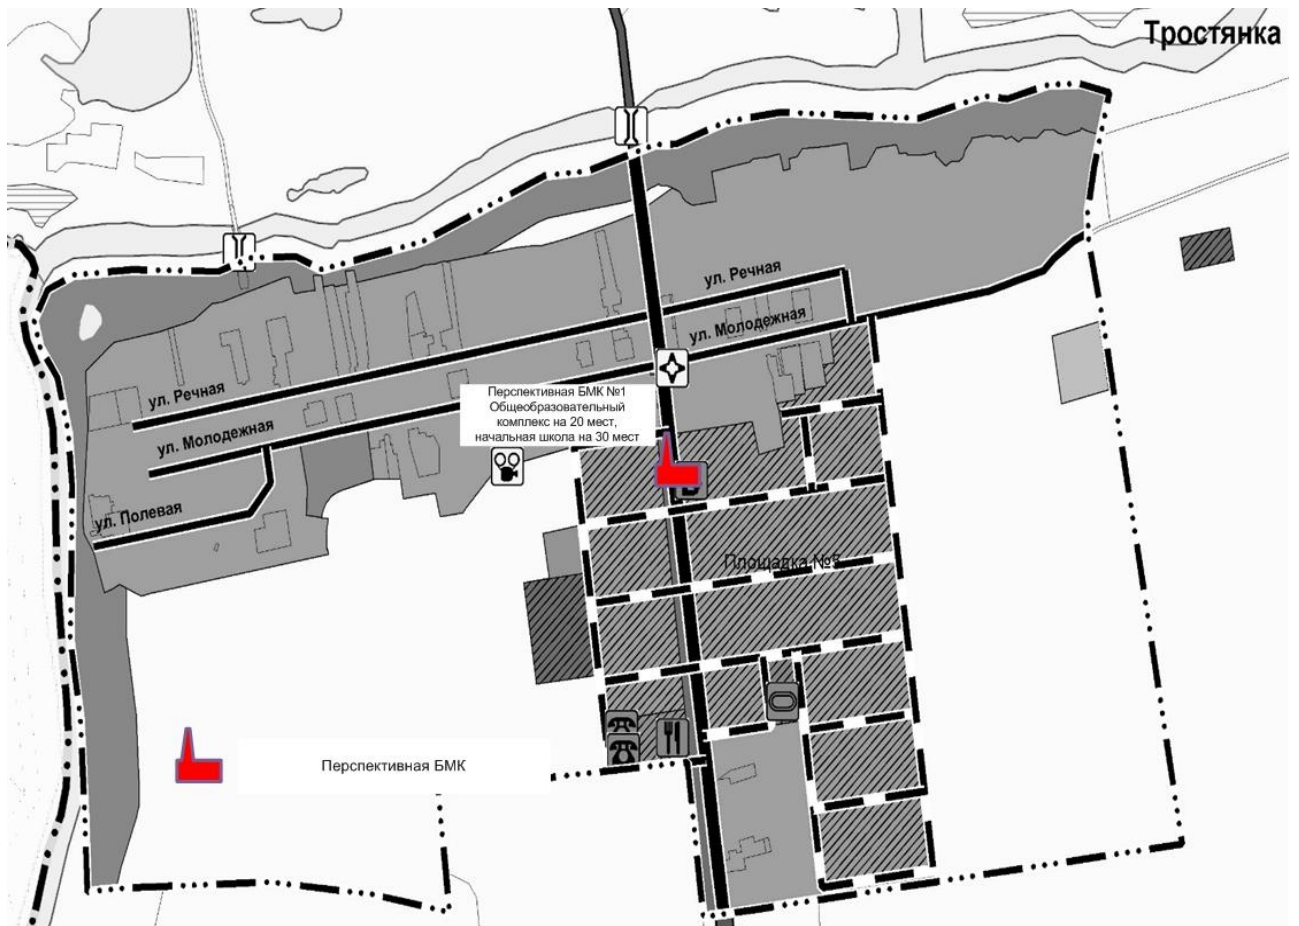 Тростянка
ул. Речная
ул. Молодежная
ул. Речная
Перспективная БМК №1
Общеобразовательный
комплекс на 20 мест,
начальная школа на 30 мест
ул. Молодежная
ул. Полевая
Площадка №5
Перспективная БМК